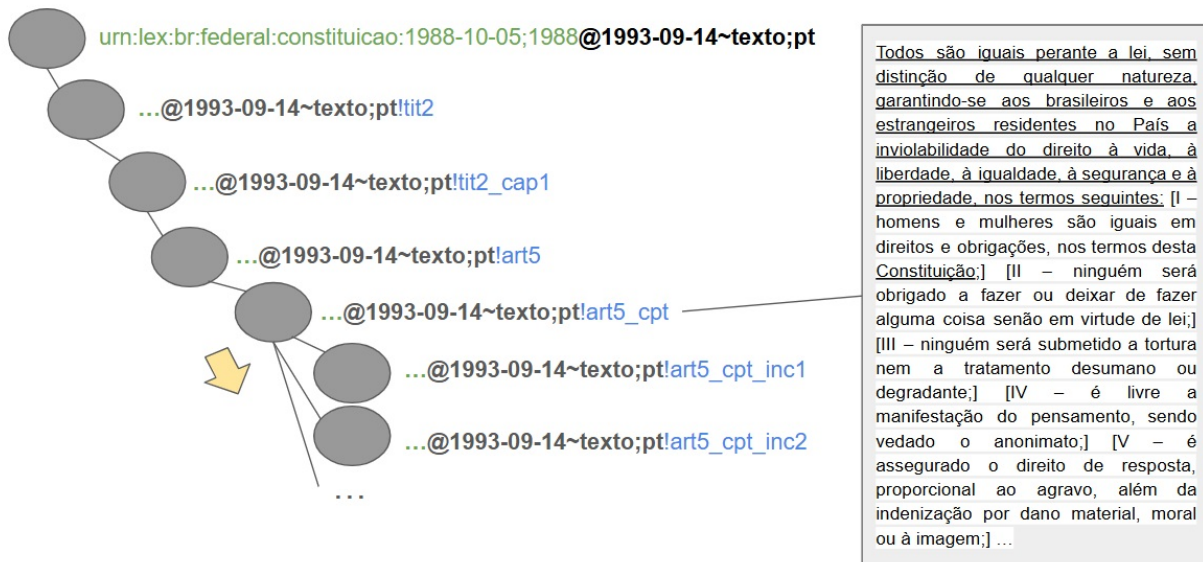 urn:lex:br:federal:constituicao:1988-10-05;1988@1993-09-14~texto;pt
...@1993-09-14~texto;pt!tit2
...@1993-09-14~texto;pt!tit2_cap1
...@1993-09-14~texto;pt!art5
...@1993-09-14~texto;pt!art5_cpt
...@1993-09-14~texto;pt!art5_cpt_inc1
...@1993-09-14~texto;pt!art5_cpt_inc2
...
Todos são iguais perante a lei, sem
distinção de qualquer natureza,
garantindo-se aos brasileiros e aos
estrangeiros residentes no País a
inviolabilidade do direito à vida, à
liberdade, à igualdade, à segurança e à
propriedade, nos termos seguintes: [I –
homens e mulheres são iguais em
direitos e obrigações, nos termos desta
Constituição;] [II – ninguém será
obrigado a fazer ou deixar de fazer
alguma coisa senão em virtude de lei;]
[III – ninguém será submetido a tortura
nem a tratamento desumano ou
degradante;] [IV – é livre a
manifestação do pensamento, sendo
vedado o anonimato;] [V – é
assegurado o direito de resposta,
proporcional ao agravo, além da
indenização por dano material, moral
ou à imagem;] ...